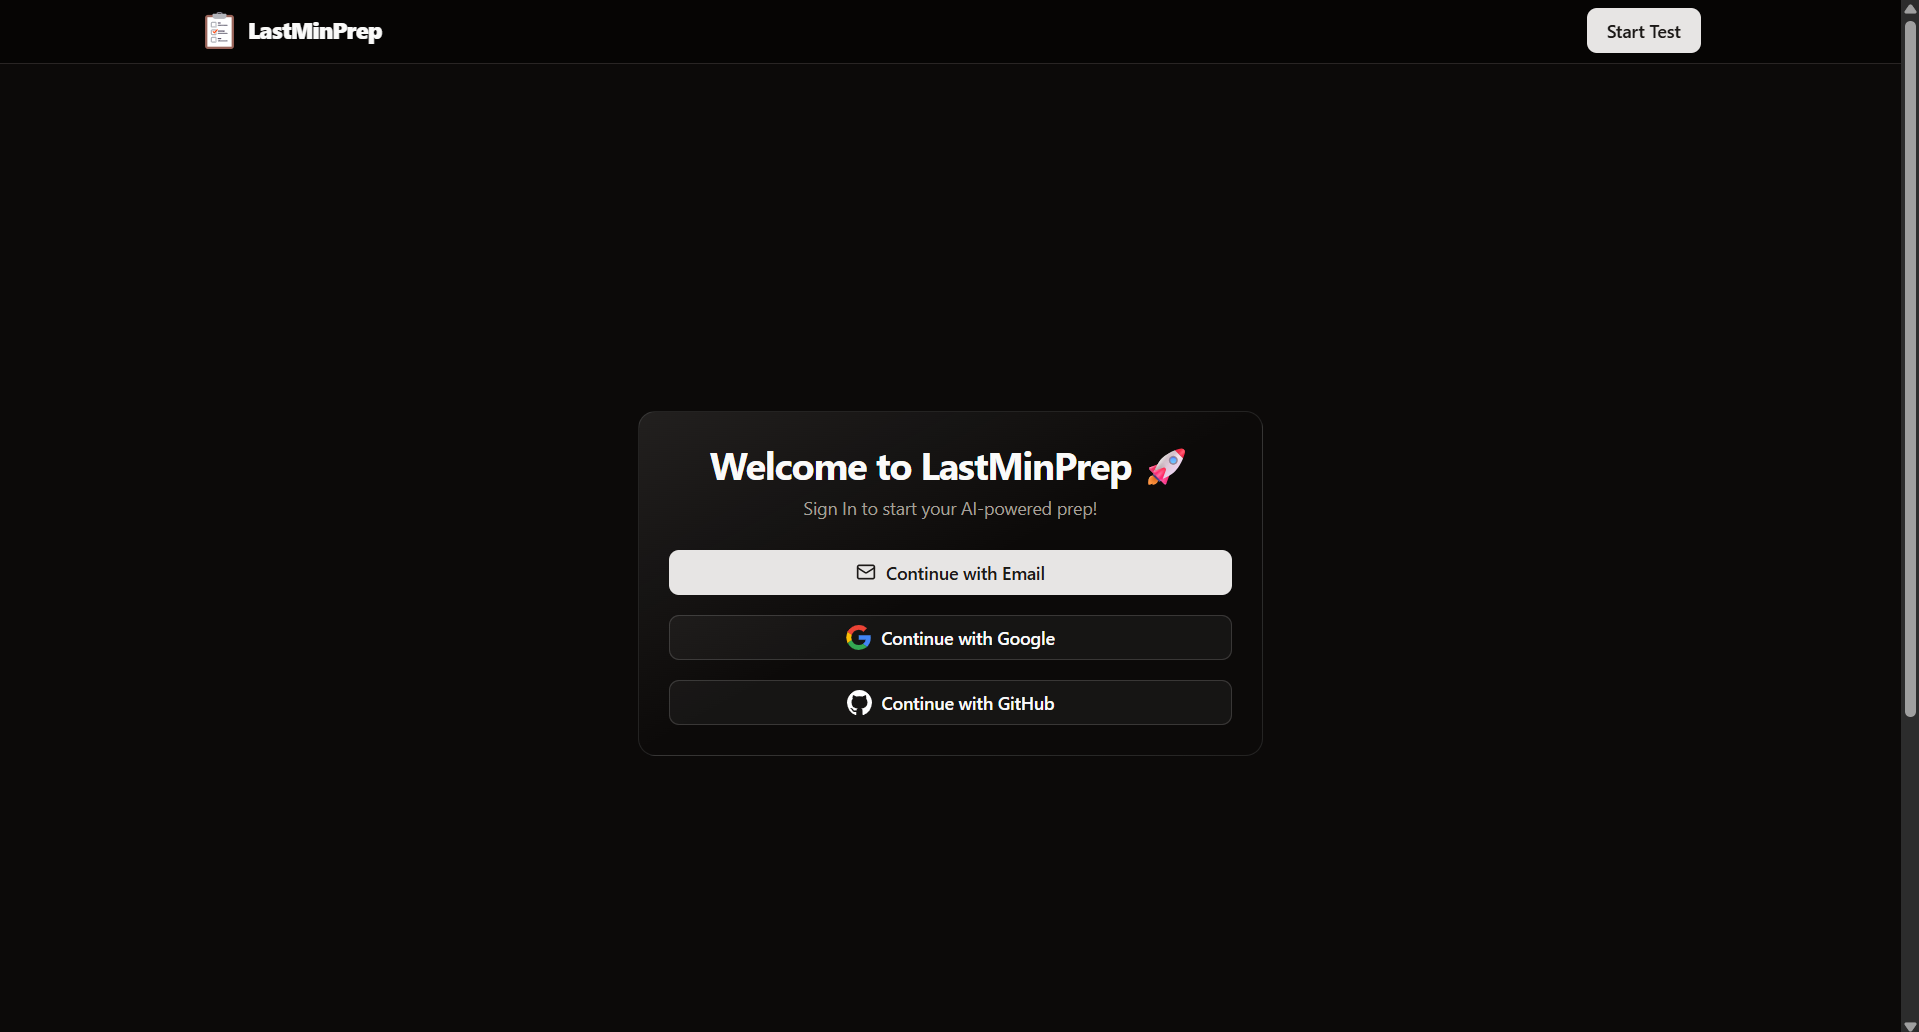 LastMinPrep
Start Test
Welcome to LastMinPrep 🚀
Sign In to start your AI-powered prep!
Continue with Email
Continue with Google
Continue with GitHub